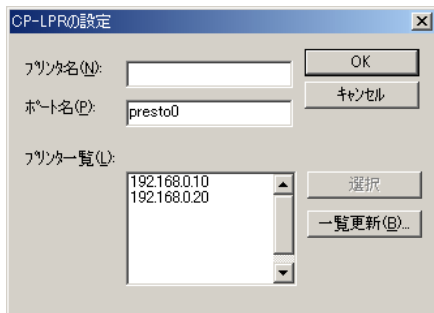 CP-LPRの設定
ﾌﾟﾘﾝﾀ名(N):
OK
ﾎﾟｰﾄ名(P):
presto0
ｷｬﾝｾﾙ
ﾌﾟﾘﾝﾀ一覧(L):
192.168.0.10
192.168.0.20
選択
一覧更新(B)...